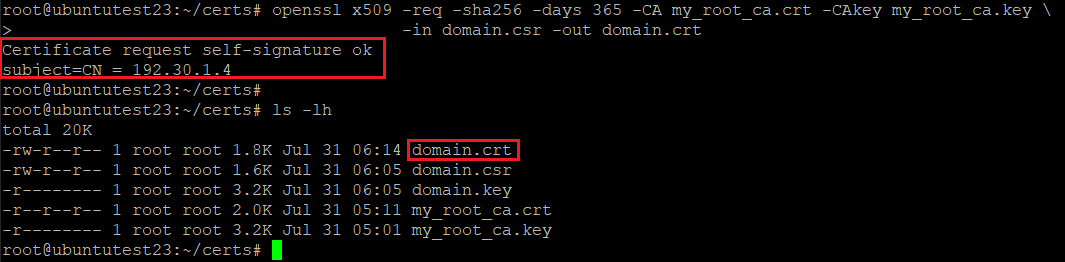 root@ubuntutest23:~/certs# openssl x509 -req -sha256 -days 365 -CA my_root_ca.crt -CAkey my_root_ca.key \
>                                       -in domain.csr -out domain.crt
Certificate request self-signature ok
subject=CN = 192.30.1.4
root@ubuntutest23:~/certs#
root@ubuntutest23:~/certs# ls -lh
total 20K
-rw-r--r-- 1 root root 1.8K Jul 31 06:14 domain.crt
-rw-r--r-- 1 root root 1.6K Jul 31 06:05 domain.csr
-r-------- 1 root root 3.2K Jul 31 06:05 domain.key
-r--r--r-- 1 root root 2.0K Jul 31 05:11 my_root_ca.crt
-r-------- 1 root root 3.2K Jul 31 05:01 my_root_ca.key
root@ubuntutest23:~/certs#